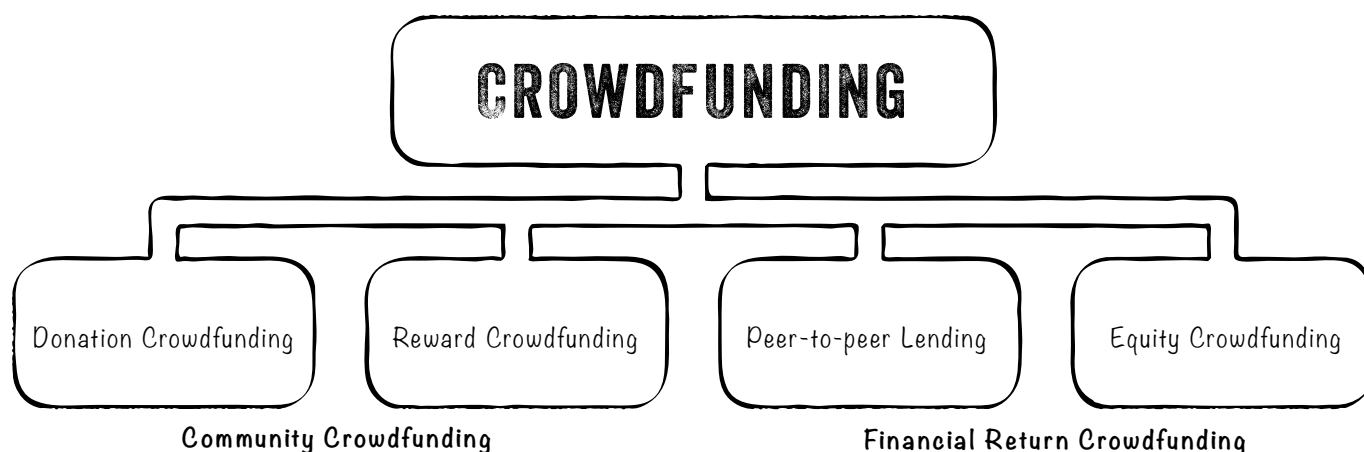 CROWDFUNDING
Donation Crowdfunding
Reward Crowdfunding
Peer-to-peer Lending
Equity Crowdfunding
Community Crowdfunding
Financial Return Crowdfunding